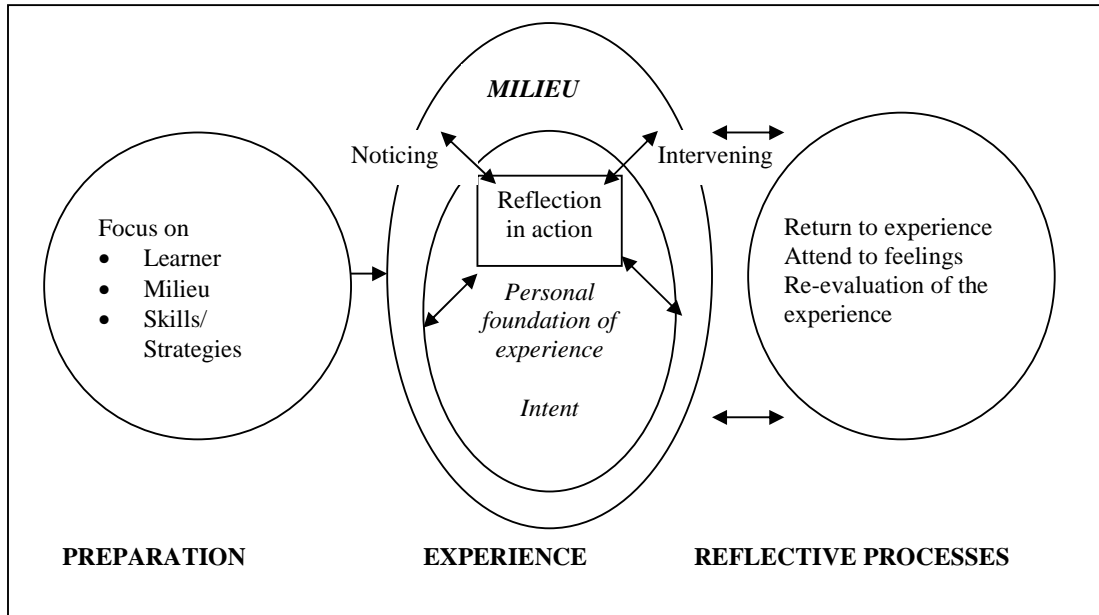 MILIEU
Noticing
Intervening
Reflection
in action
Focus on
• Learner
• Milieu
• Skills/
Strategies
Personal
foundation of
experience
Intent
Return to experience
Attend to feelings
Re-evaluation of the
experience
PREPARATION
EXPERIENCE
REFLECTIVE PROCESSES